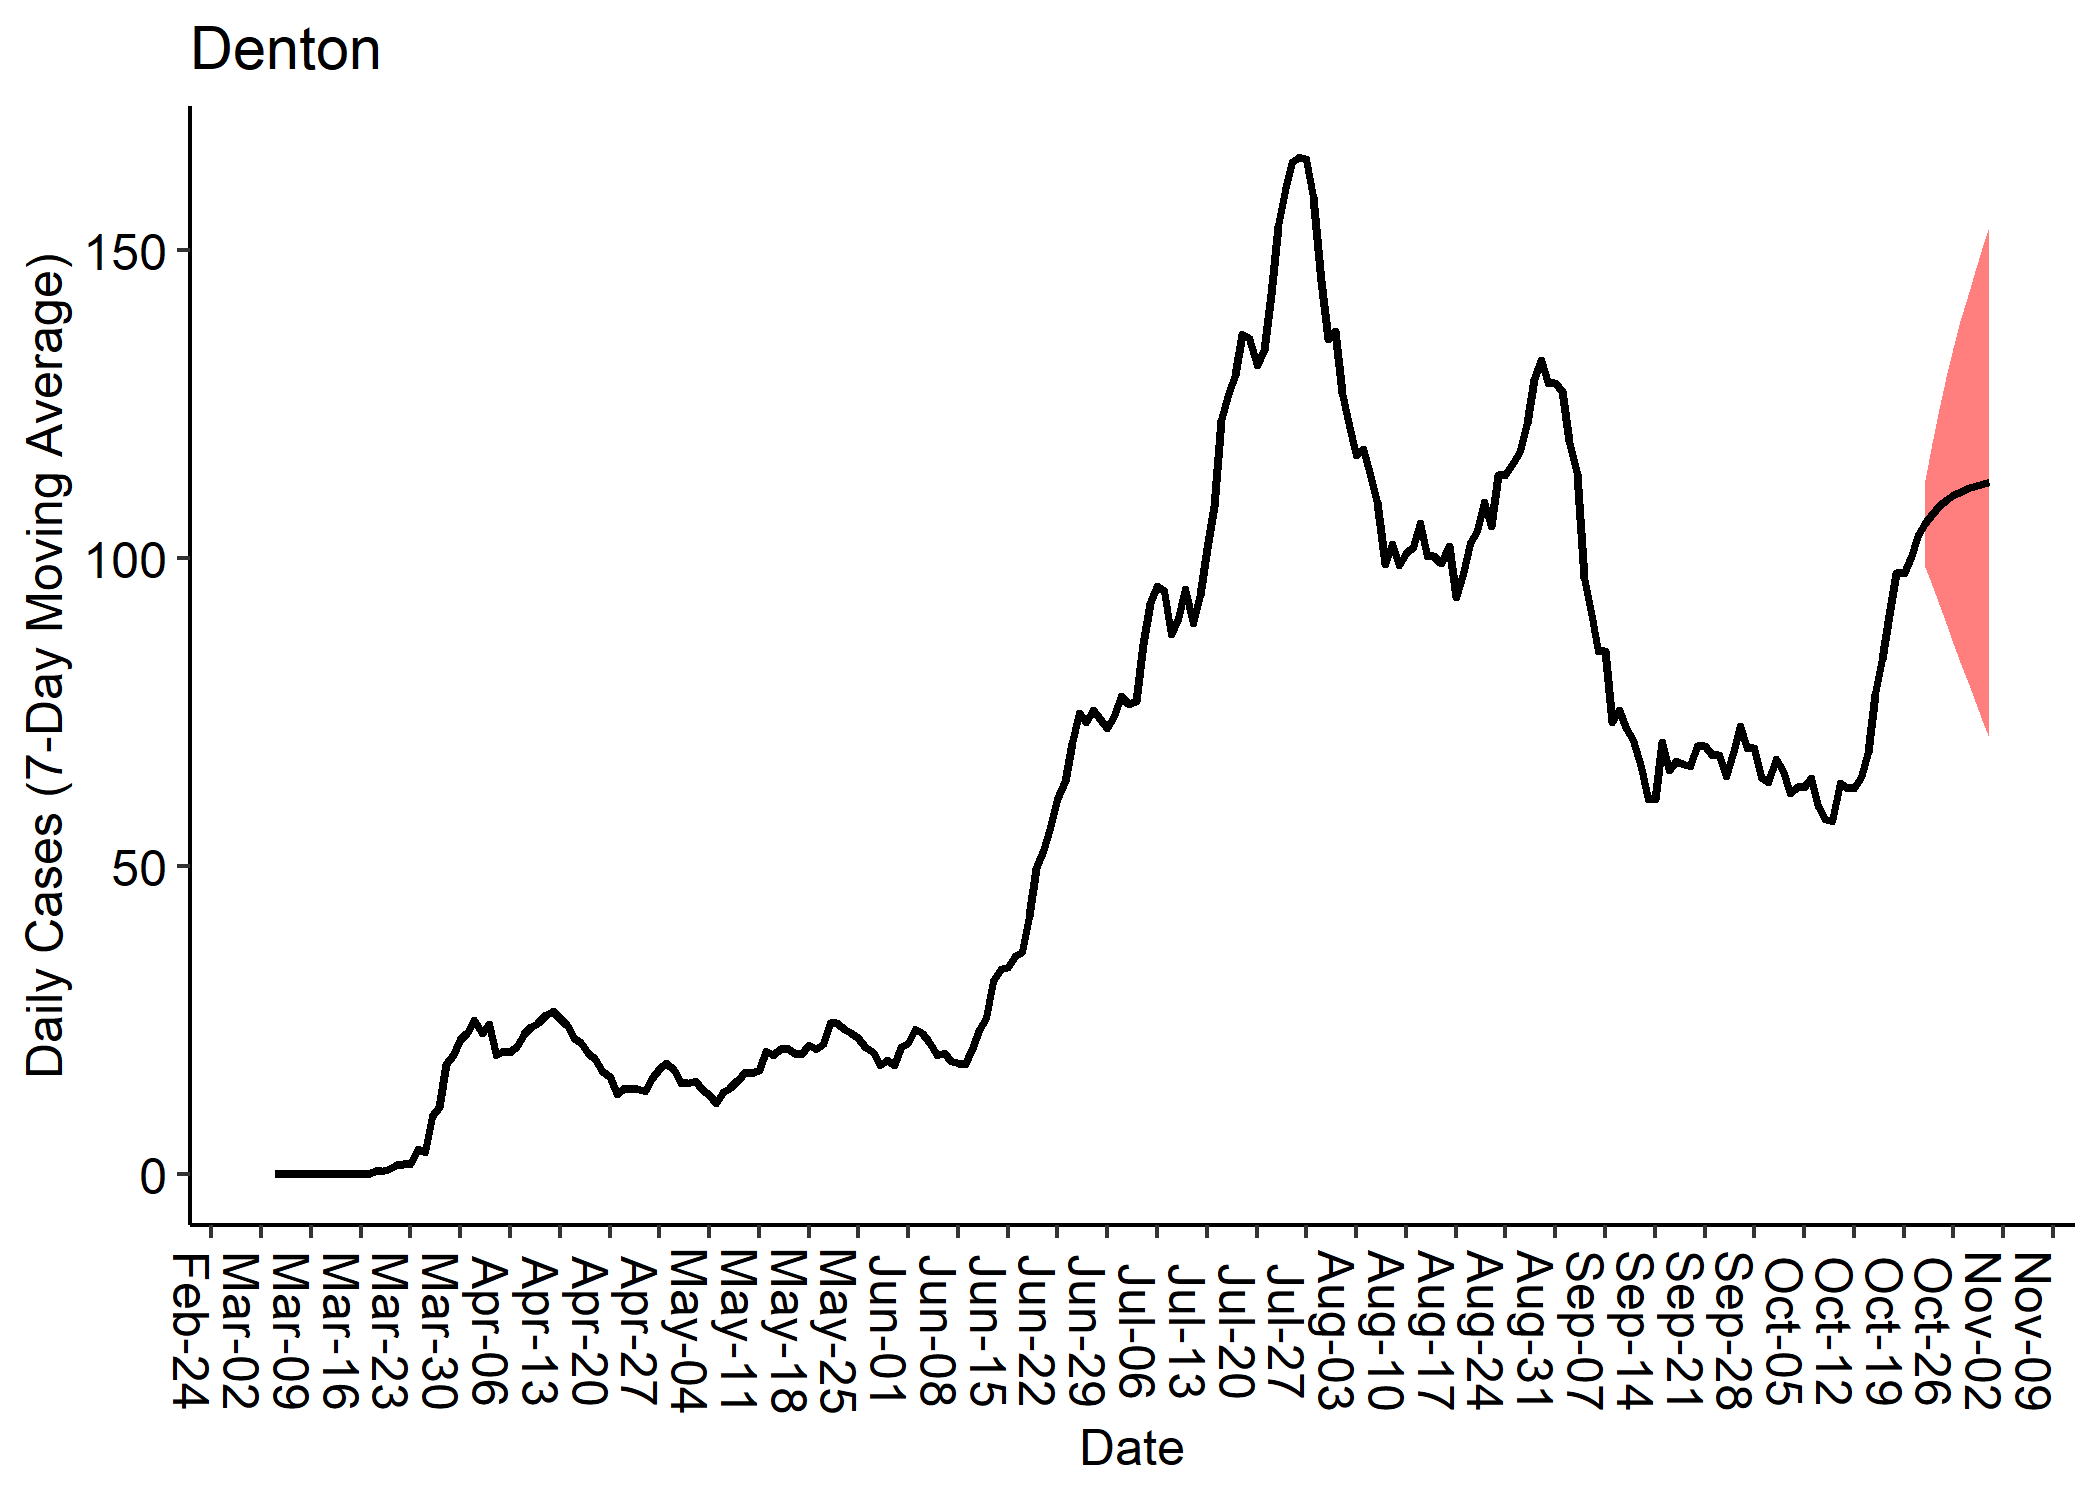 Denton
Daily Cases (7-Day Moving Average)
150
100
50
0
Feb-24
Mar-02
Mar-09
Mar-16
Mar-23
Mar-30
Apr-06
Apr-13
Apr-20
Apr-27
May-04
May-11
May-18
May-25
Jun-01
Jun-08
Jun-15
Jun-22
Jun-29
Jul-06
Jul-13
Jul-20
Jul-27
Aug-03
Aug-10
Aug-17
Aug-24
Aug-31
Sep-07
Sep-14
Sep-21
Sep-28
Oct-05
Oct-12
Oct-19
Oct-26
Nov-02
Nov-09
Date